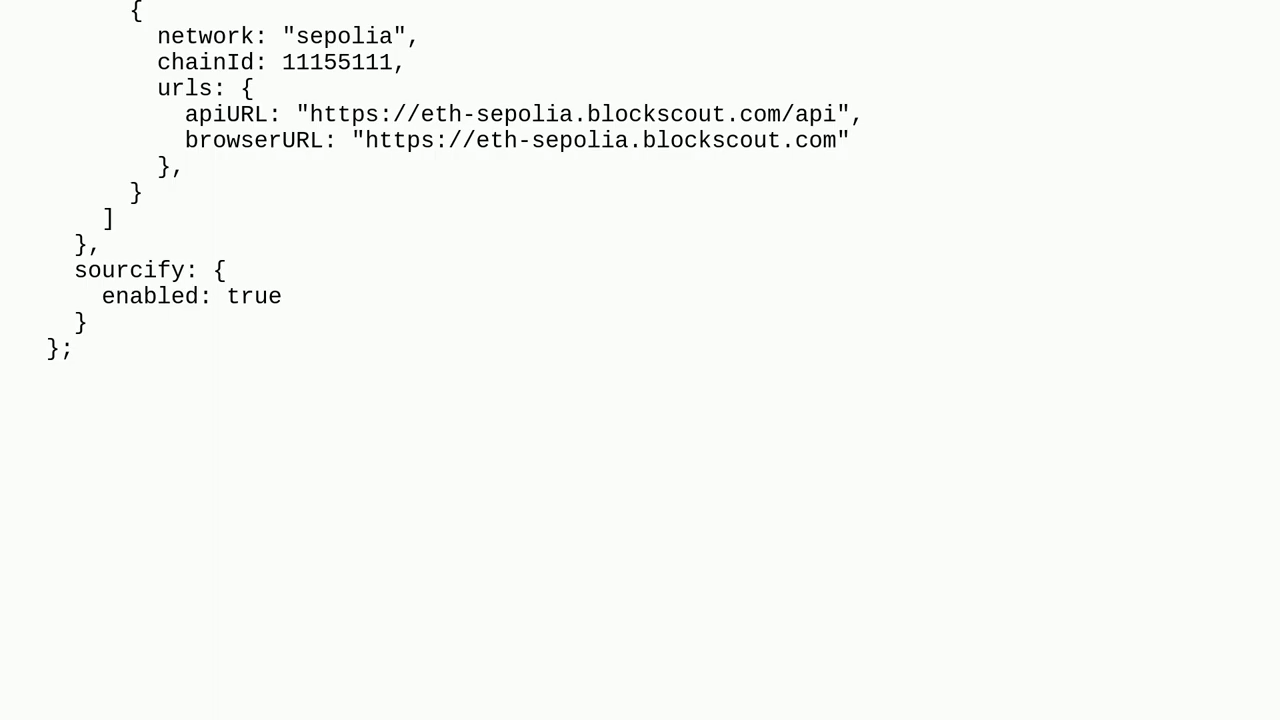 {
network: "sepolia",
chainId: 11155111,
urls: {
apiURL: "https://eth-sepolia.blockscout.com/api",
browserURL: "https://eth-sepolia.blockscout.com"
},
}
]
},
sourcify: {
enabled: true
}
};